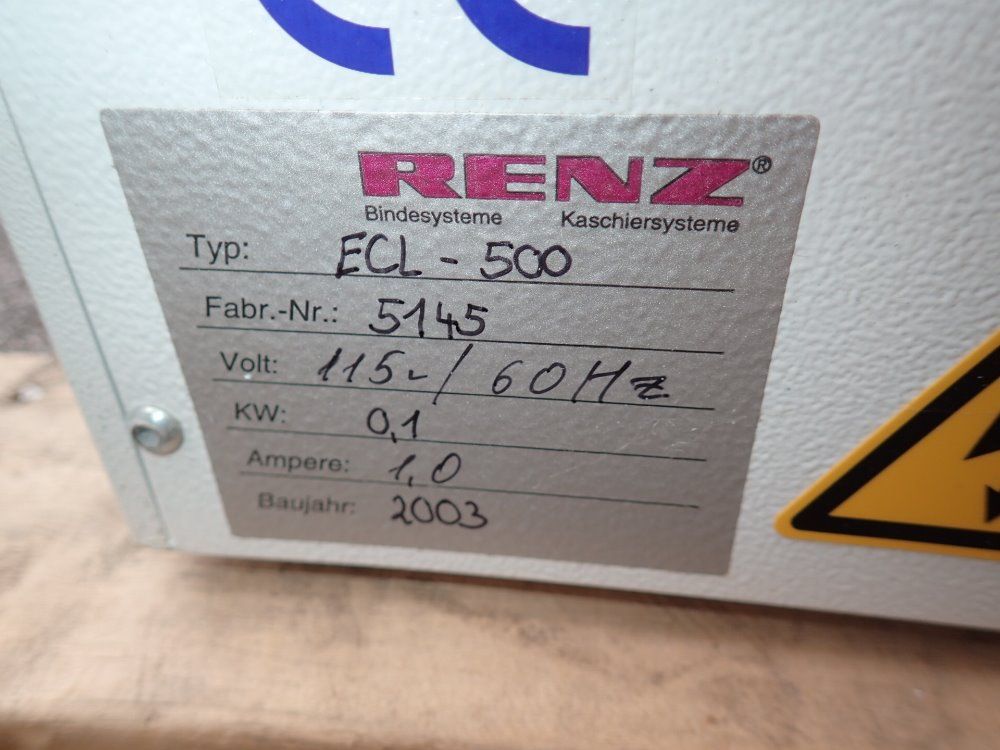 CE
RENZ®
Bindesysteme Kaschiersysteme
Typ: ECL - 500
Fabr.-Nr.: 5145
Volt: 115~/ 60Hz
KW: 0,1
Ampere: 1,0
Baujahr: 2003